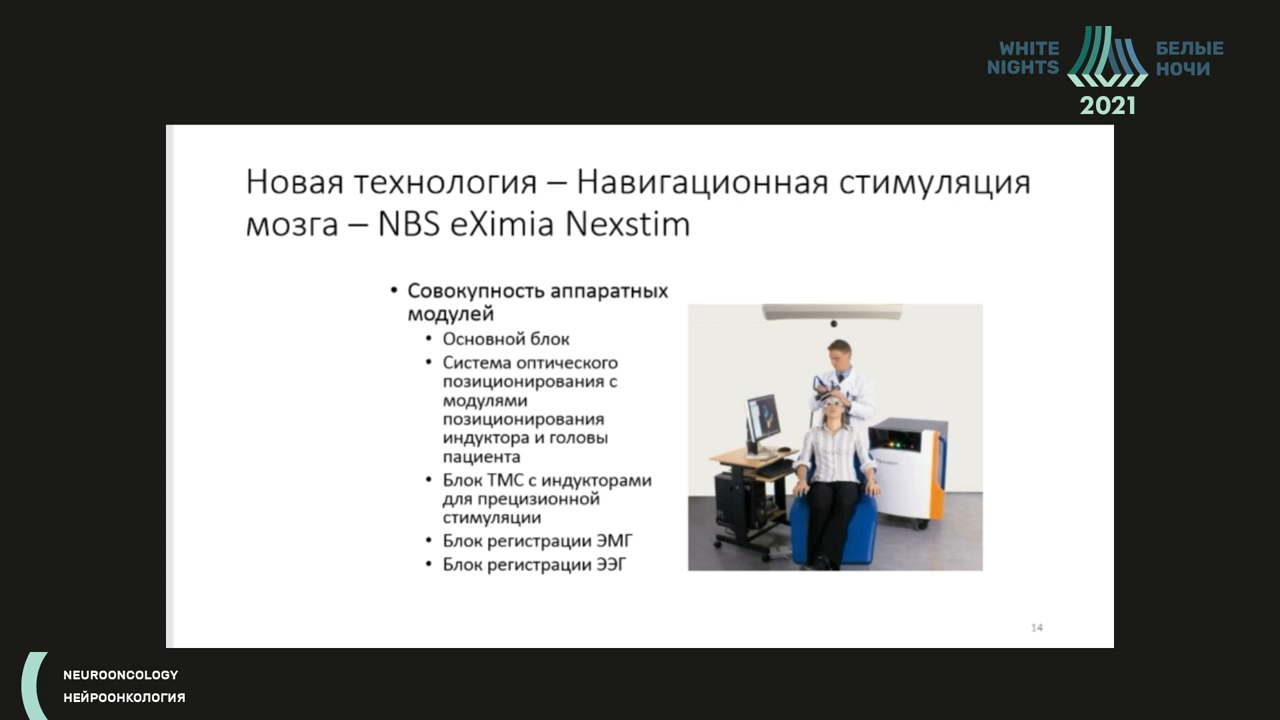 WHITE
NIGHTS
БЕЛЫЕ
НОЧИ
2021
Новая технология – Навигационная стимуляция
мозга – NBS eXimia Nexstim
• Совокупность аппаратных
модулей
• Основной блок
• Система оптического
позиционирования с
модулями
позиционирования
индуктора и головы
пациента
• Блок ТМС с индукторами
для прецизионной
стимуляции
• Блок регистрации ЭМГ
• Блок регистрации ЭЭГ
14
NEUROONCOLOGY
НЕЙРООНКОЛОГИЯ